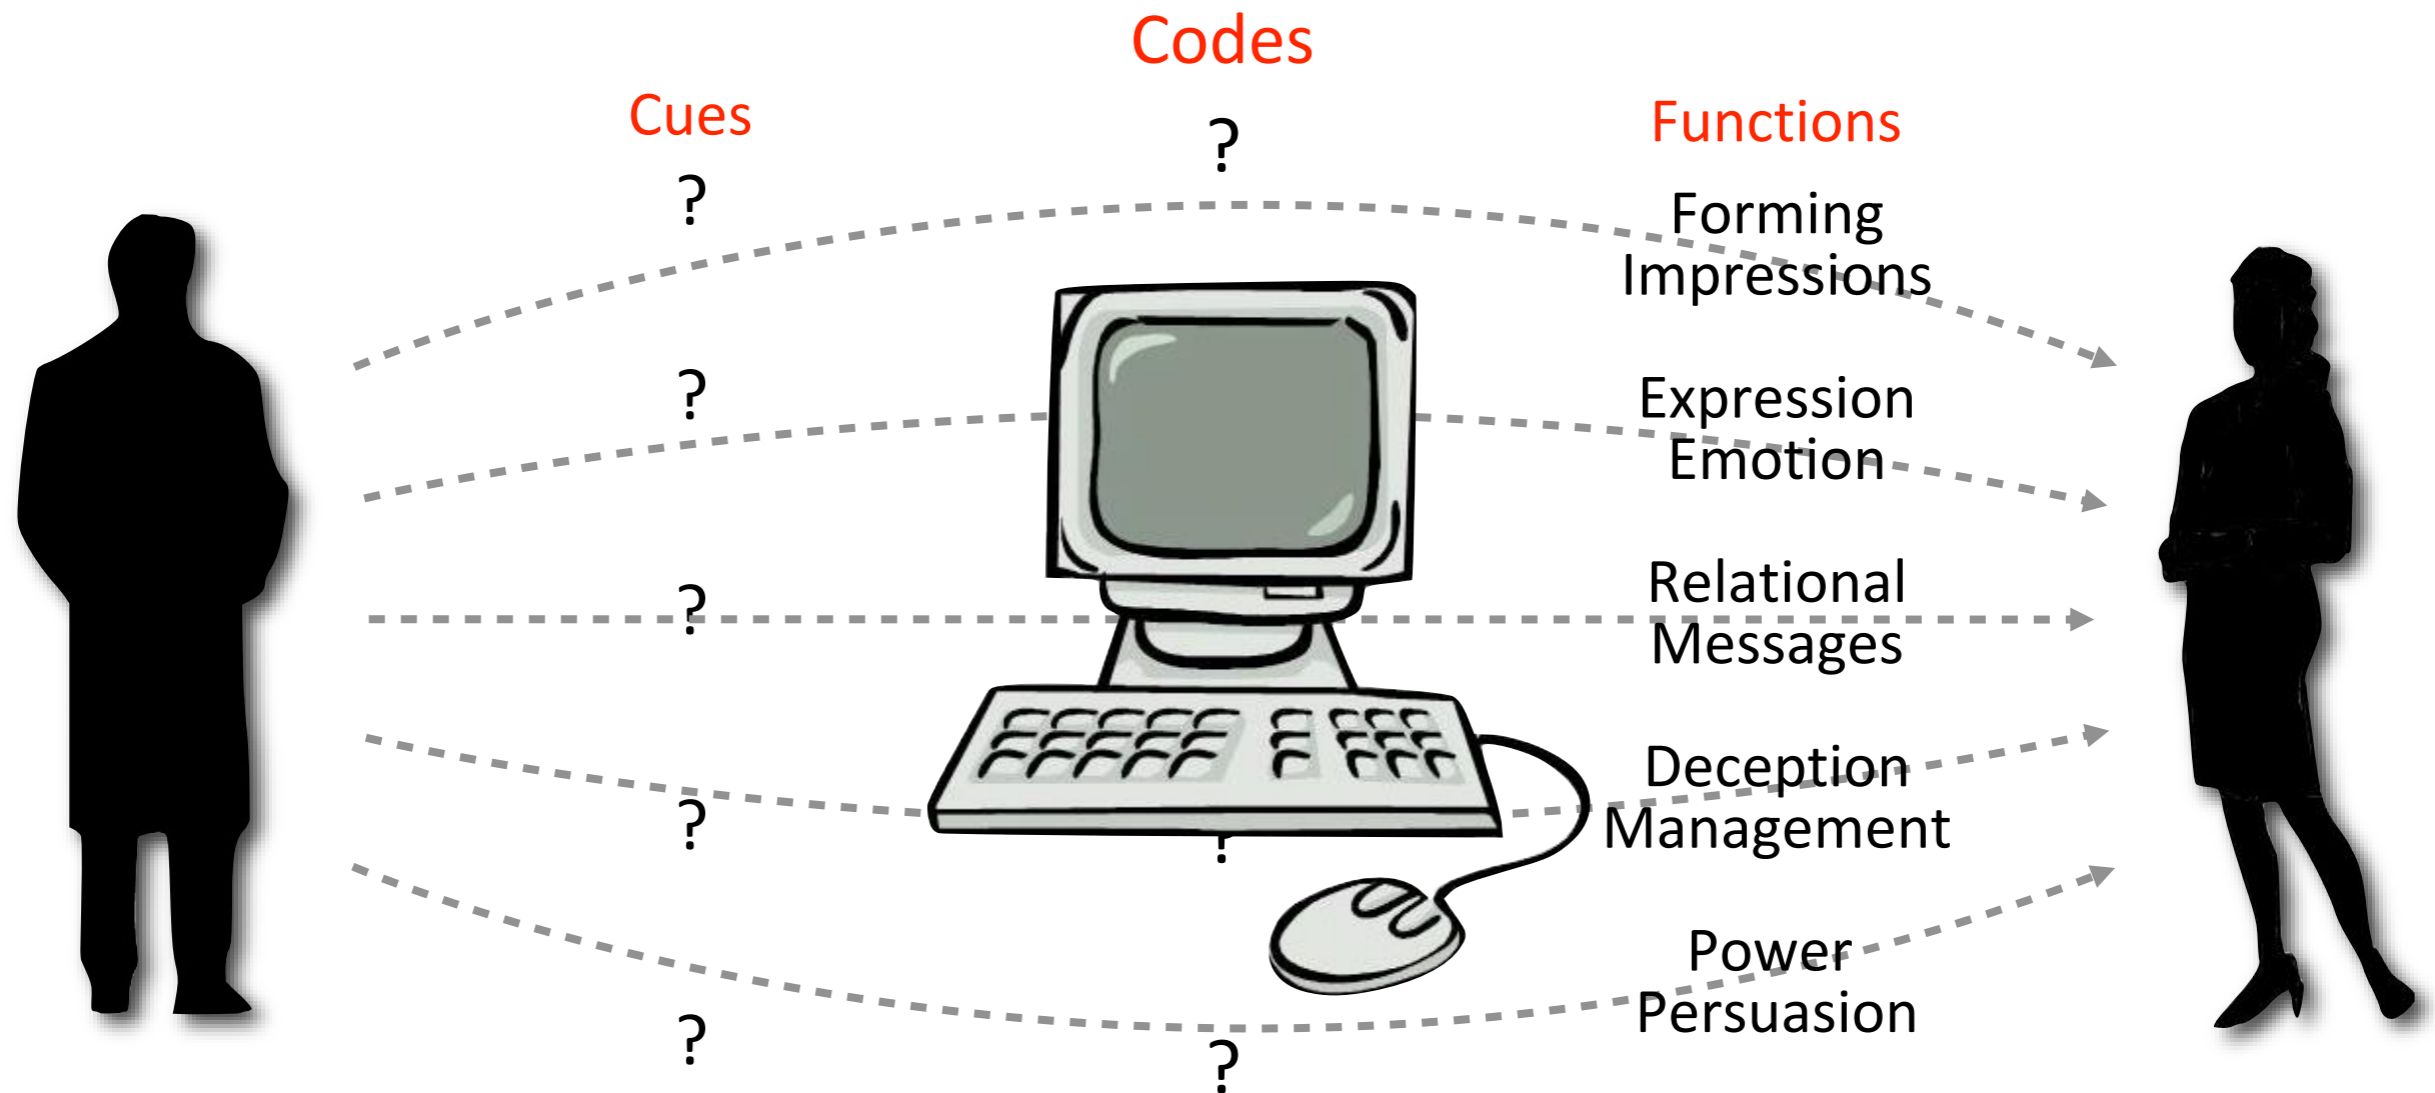 Codes
Cues
?
Functions
?
Forming
Impressions
?
Expression
Emotion
?
Relational
Messages
?
?
Deception
Management
?
?
Power
Persuasion